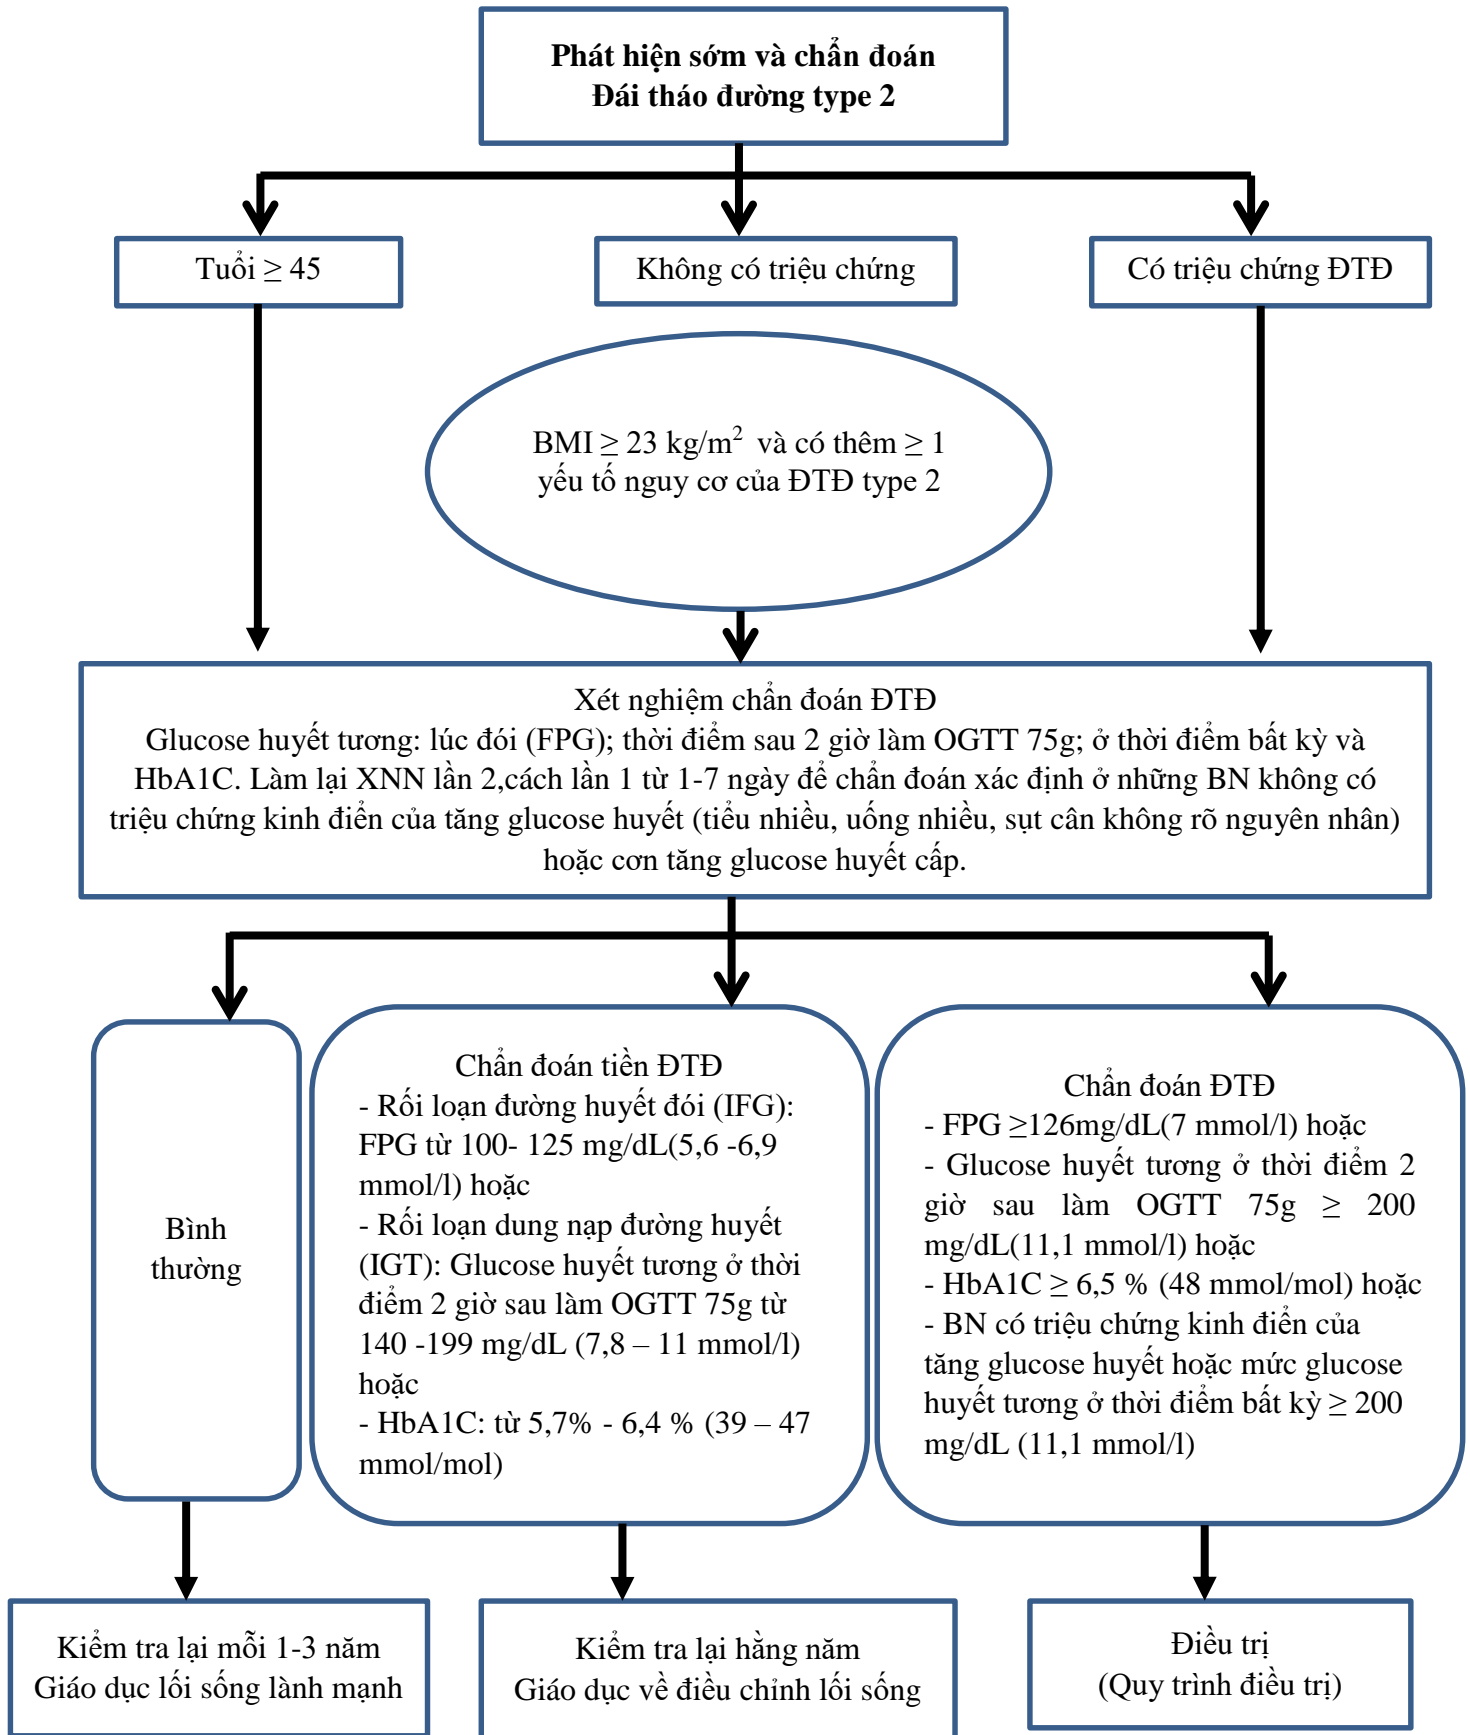 Phát hiện sớm và chẩn đoán
Đái tháo đường type 2
Tuổi ≥ 45
Không có triệu chứng
Có triệu chứng ĐTĐ
BMI ≥ 23 kg/m² và có thêm ≥ 1
yếu tố nguy cơ của ĐTĐ type 2
Xét nghiệm chẩn đoán ĐTĐ
Glucose huyết tương: lúc đói (FPG); thời điểm sau 2 giờ làm OGTT 75g; ở thời điểm bất kỳ và
HbA1C. Làm lại XNN lần 2,cách lần 1 từ 1-7 ngày để chẩn đoán xác định ở những BN không có
triệu chứng kinh điển của tăng glucose huyết (tiểu nhiều, uống nhiều, sụt cân không rõ nguyên nhân)
hoặc cơn tăng glucose huyết cấp.
Bình
thường
Chẩn đoán tiền ĐTĐ
- Rối loạn đường huyết đói (IFG):
FPG từ 100- 125 mg/dL(5,6 -6,9
mmol/l) hoặc
- Rối loạn dung nạp đường huyết
(IGT): Glucose huyết tương ở thời
điểm 2 giờ sau làm OGTT 75g từ
140 -199 mg/dL (7,8 – 11 mmol/l)
hoặc
- HbA1C: từ 5,7% - 6,4 % (39 – 47
mmol/mol)
Chẩn đoán ĐTĐ
- FPG ≥126mg/dL(7 mmol/l) hoặc
- Glucose huyết tương ở thời điểm 2
giờ sau làm OGTT 75g ≥ 200
mg/dL(11,1 mmol/l) hoặc
- HbA1C ≥ 6,5 % (48 mmol/mol) hoặc
- BN có triệu chứng kinh điển của
tăng glucose huyết hoặc mức glucose
huyết tương ở thời điểm bất kỳ ≥ 200
mg/dL (11,1 mmol/l)
Kiểm tra lại mỗi 1-3 năm
Giáo dục lối sống lành mạnh
Kiểm tra lại hằng năm
Giáo dục về điều chỉnh lối sống
Điều trị
(Quy trình điều trị)